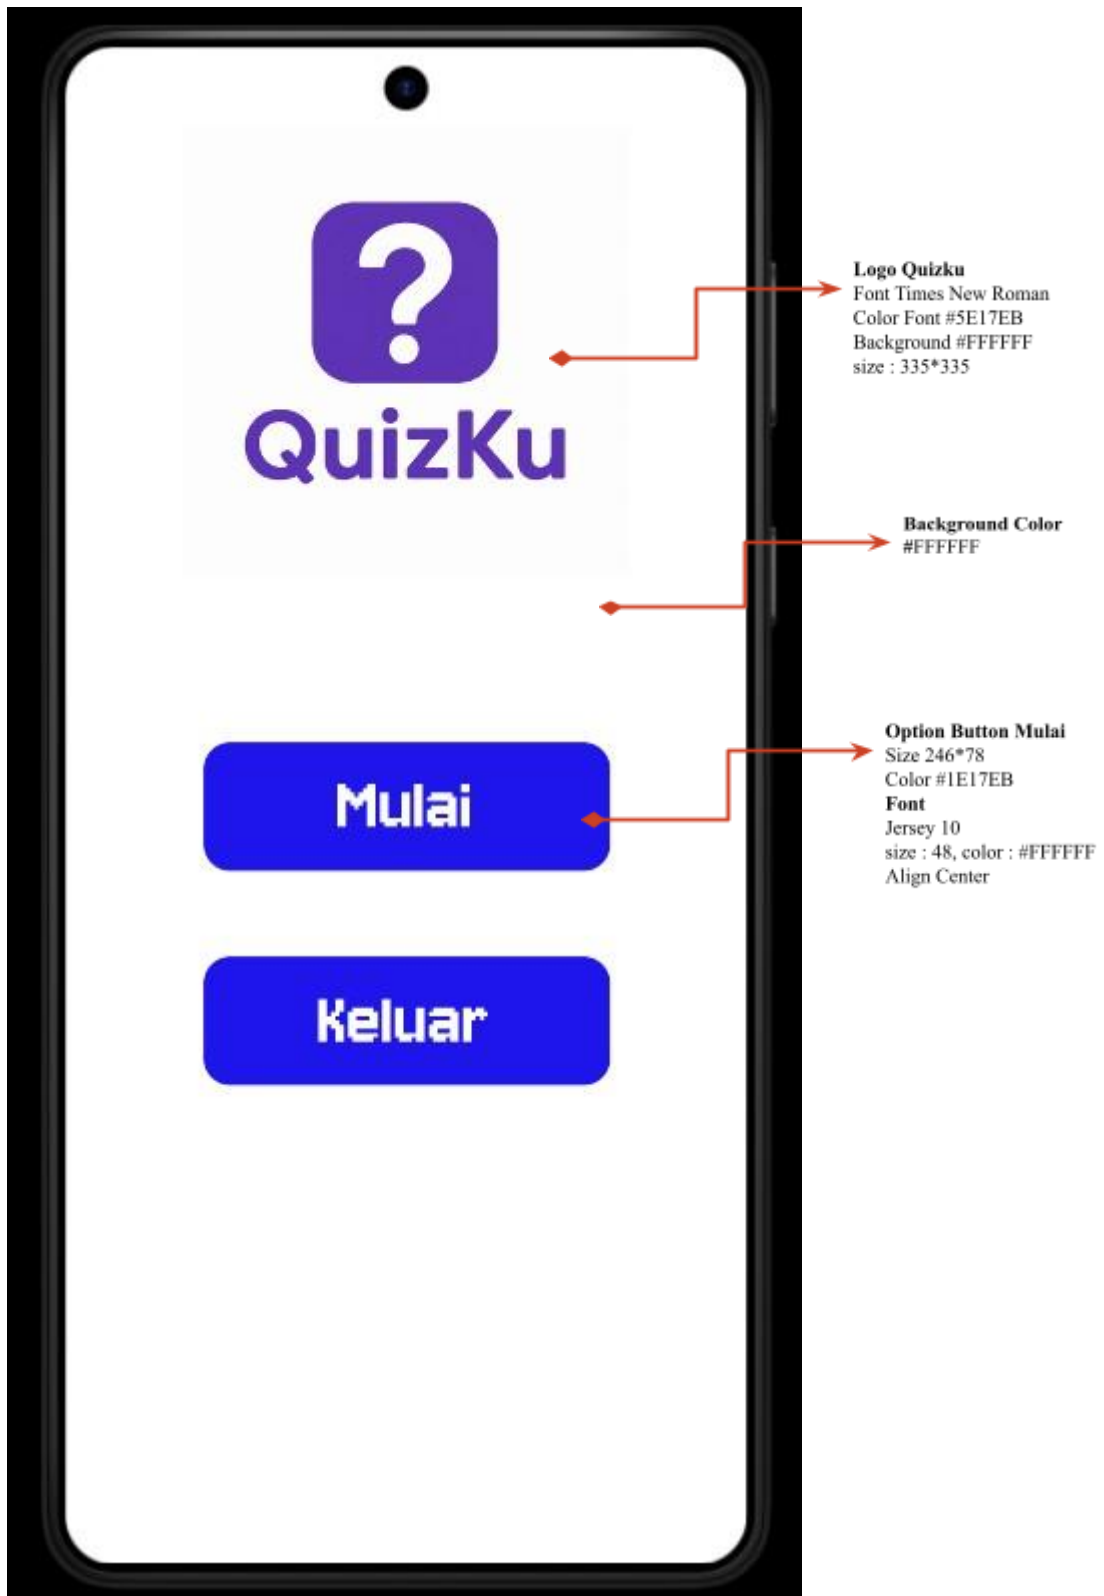 ?
QuizKu
Mulai
Keluar
Logo Quizku
Font Times New Roman
Color Font #5E17EB
Background #FFFFFF
size : 335*335
Background Color
#FFFFFF
Option Button Mulai
Size 246*78
Color #1E17EB
Font
Jersey 10
size : 48, color : #FFFFFF
Align Center